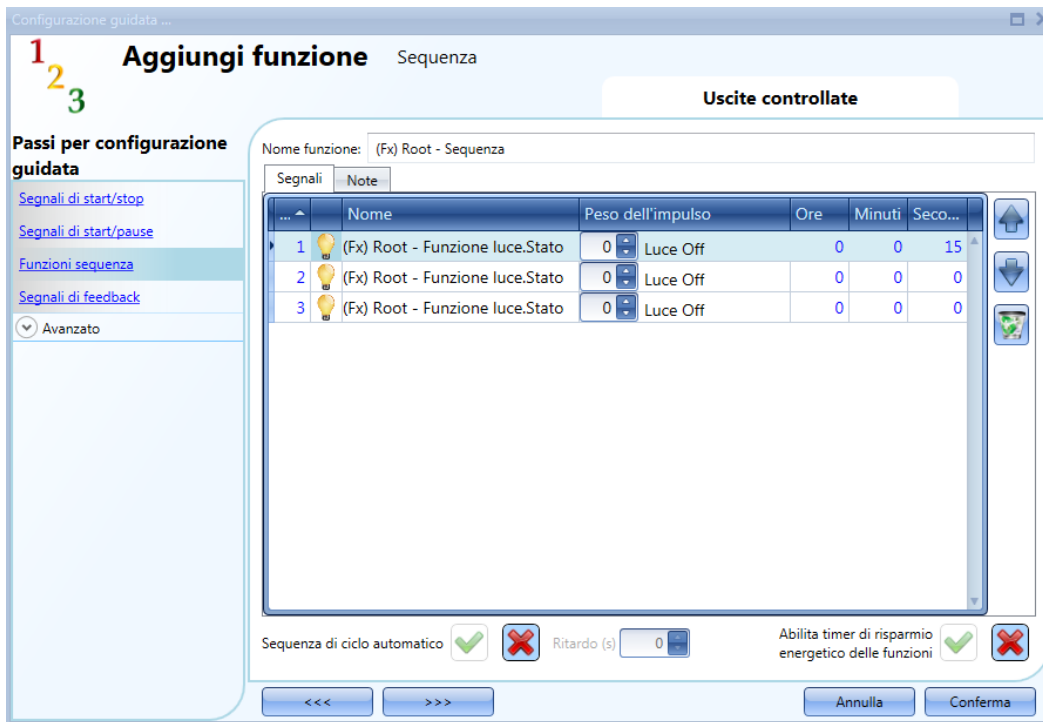 Configurazione guidata ...
1 2 3
Aggiungi funzione Sequenza
Uscite controllate
Passi per configurazione guidata
Segnali di start/stop
Segnali di start/pause
Funzioni sequenza
Segnali di feedback
Avanzato
Nome funzione: (Fx) Root - Sequenza
Segnali Note
... Nome Peso dell'impulso Ore Minuti Seco...
1 (Fx) Root - Funzione luce.Stato 0 Luce Off 0 0 15
2 (Fx) Root - Funzione luce.Stato 0 Luce Off 0 0 0
3 (Fx) Root - Funzione luce.Stato 0 Luce Off 0 0 0
Sequenza di ciclo automatico Ritardo (s) 0 Abilita timer di risparmio
energetico delle funzioni
<<< >>> Annulla Conferma